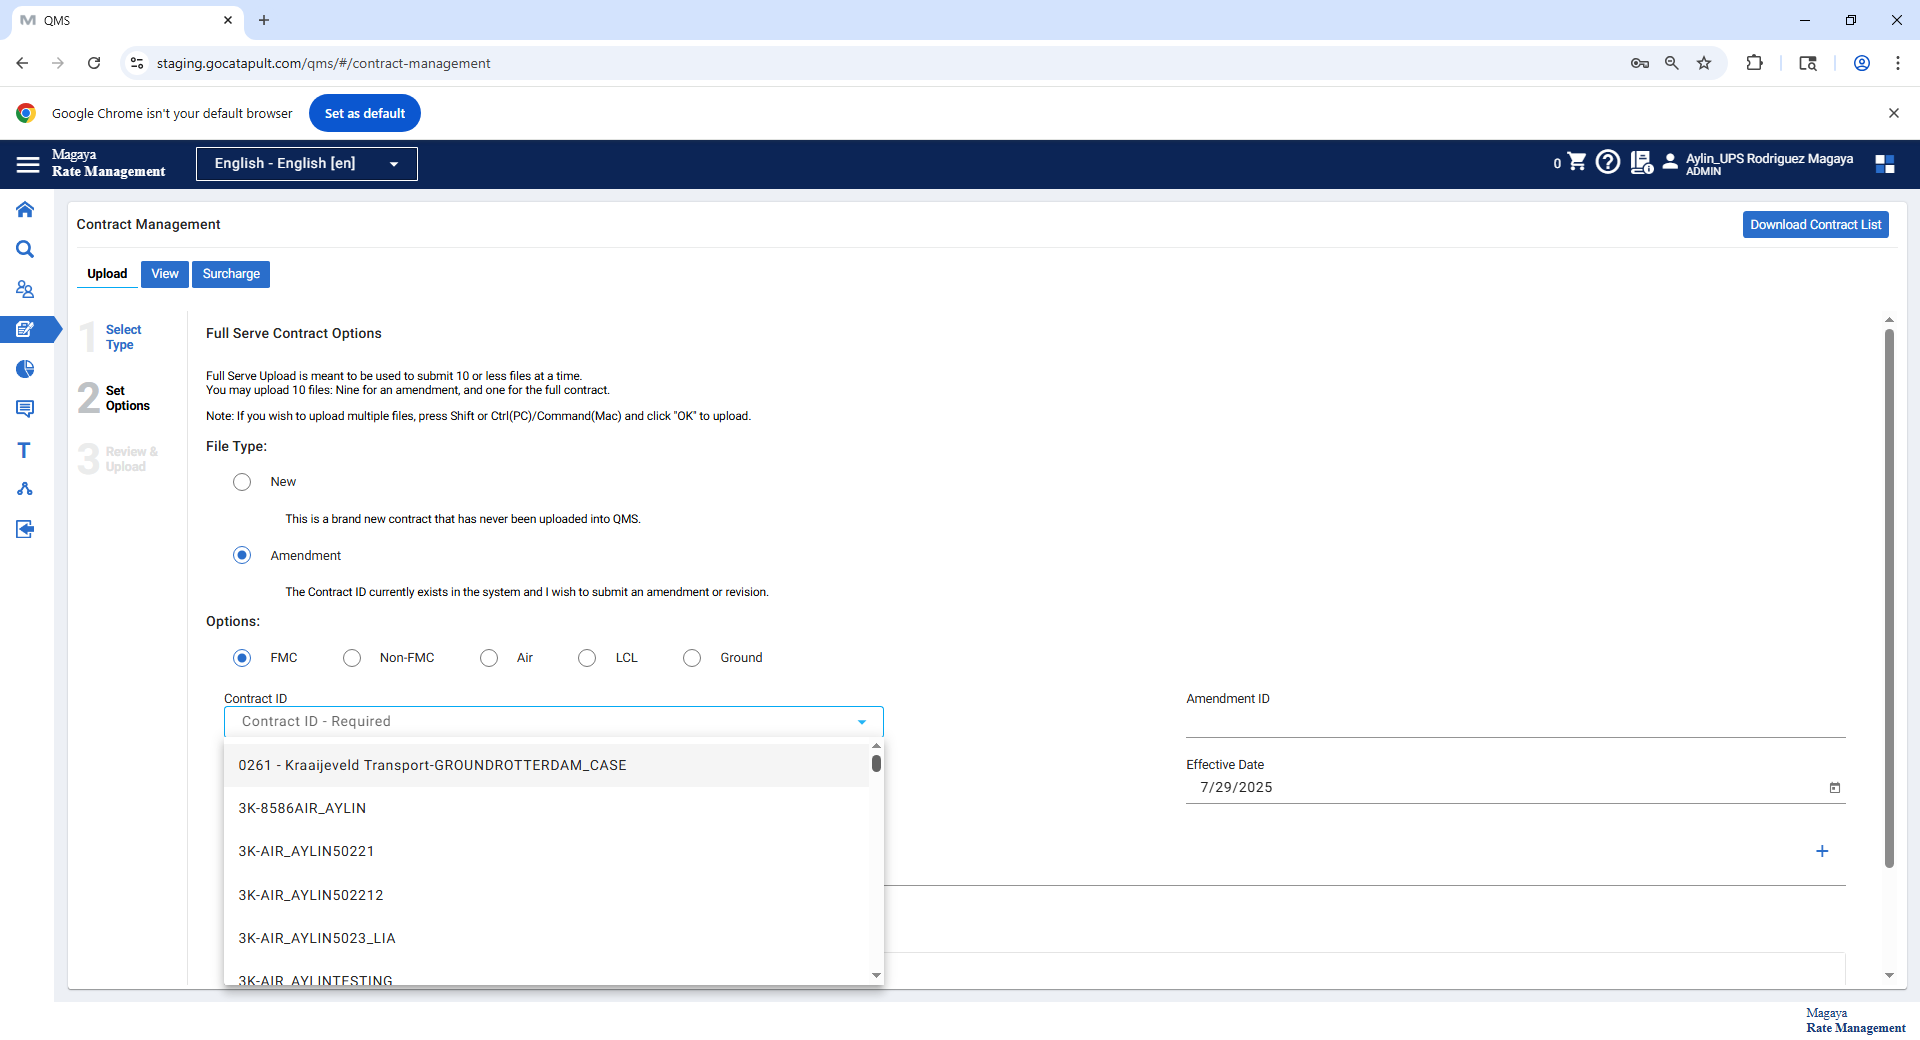 QMS
staging.gocatapult.com/qms/#/contract-management
Google Chrome isn't your default browser
Set as default
Magaya
Rate Management
English - English [en]
0
Aylin_UPS Rodriguez Magaya
ADMIN
Contract Management
Download Contract List
Upload
View
Surcharge
1
Select
Type
2
Set
Options
3
Review &
Upload
Full Serve Contract Options
Full Serve Upload is meant to be used to submit 10 or less files at a time.
You may upload 10 files: Nine for an amendment, and one for the full contract.
Note: If you wish to upload multiple files, press Shift or Ctrl(PC)/Command(Mac) and click "OK" to upload.
File Type:
New
This is a brand new contract that has never been uploaded into QMS.
Amendment
The Contract ID currently exists in the system and I wish to submit an amendment or revision.
Options:
FMC
Non-FMC
Air
LCL
Ground
Contract ID
Contract ID - Required
Amendment ID
0261 - Kraaijeveld Transport-GROUNDROTTERDAM_CASE
3K-8586AIR_AYLIN
3K-AIR_AYLIN50221
3K-AIR_AYLIN502212
3K-AIR_AYLIN5023_LIA
3K-AIR_AYLINTESTING
Effective Date
7/29/2025
Magaya
Rate Management